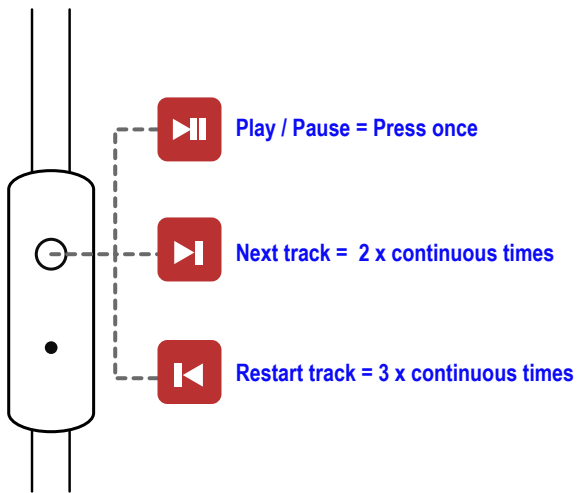 Play / Pause = Press once
Next track = 2 x continuous times
Restart track = 3 x continuous times